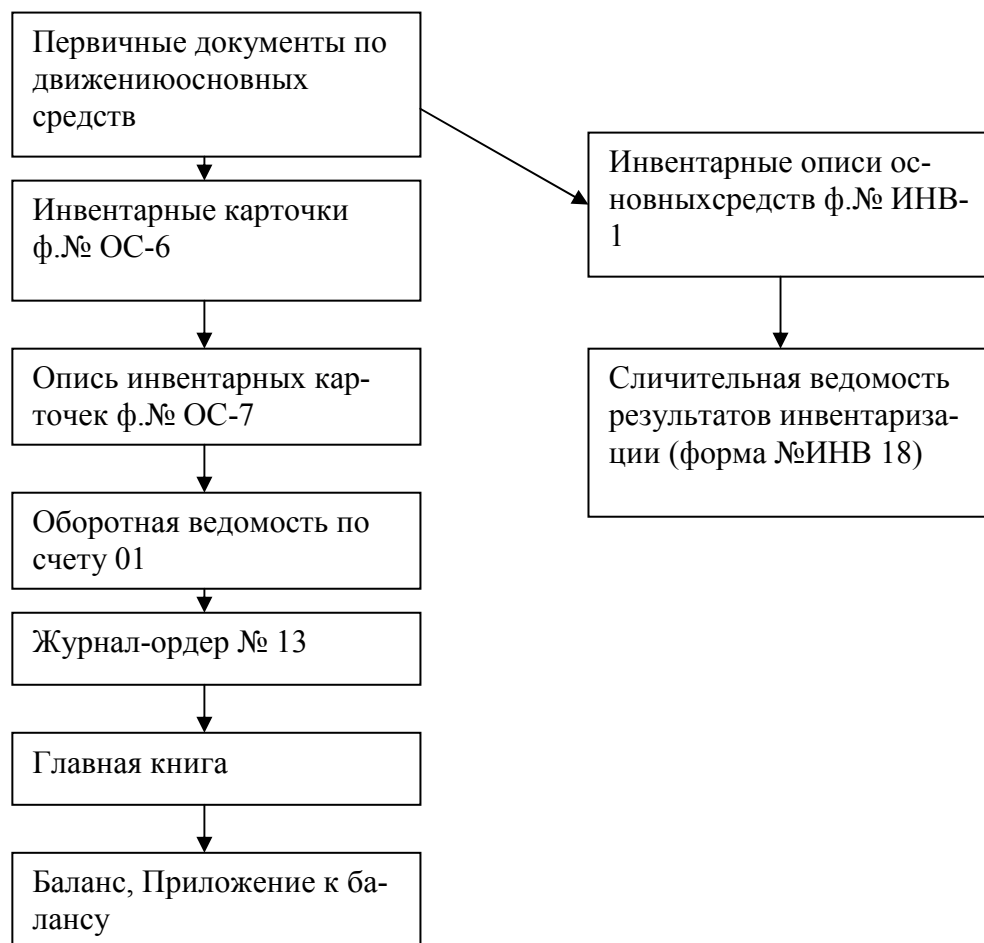 Первичные документы по
движениюосновных
средств
Инвентарные карточки
ф.№ ОС-6
Опись инвентарных кар-
точек ф.№ ОС-7
Оборотная ведомость по
счету 01
Журнал-ордер № 13
Главная книга
Баланс, Приложение к ба-
лансу
Инвентарные описи ос-
новныхсредств ф.№ ИНВ-
1
Сличительная ведомость
результатов инвентариза-
ции (форма №ИНВ 18)